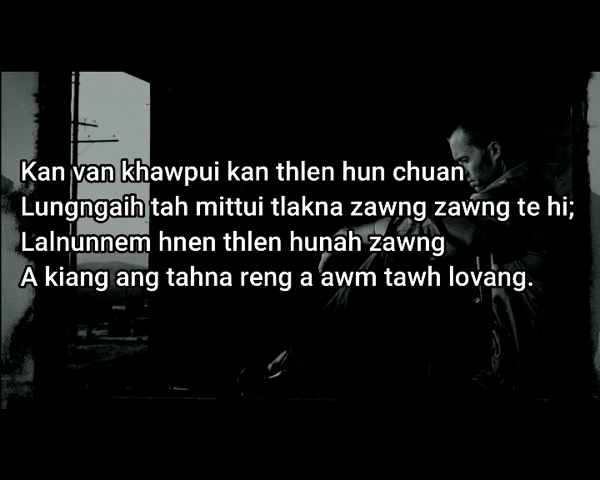 Kan van khawpui kan thlen hun chuan
Lungngaih tah mittui tlakna zawng zawng te hi;
Lalnunnem hnen thlen hunah zawng
A kiang ang tahna reng a awm tawh lovang.